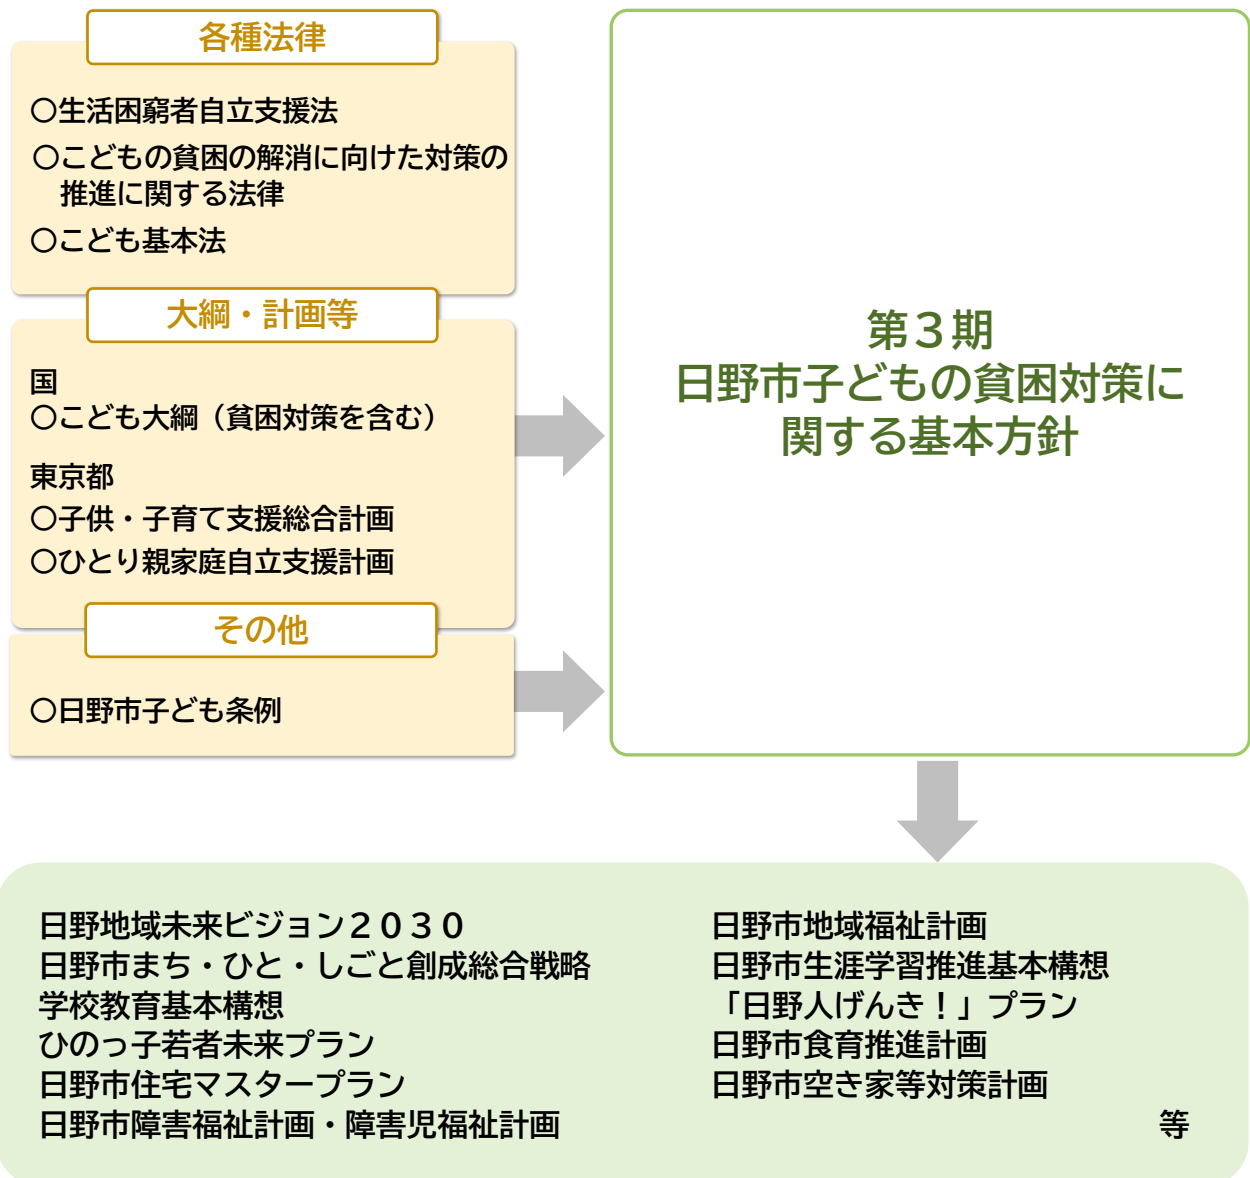 各種法律
〇生活困窮者自立支援法
〇こどもの貧困の解消に向けた対策の
推進に関する法律
〇こども基本法
大綱・計画等
国
〇こども大綱（貧困対策を含む）
東京都
〇子供・子育て支援総合計画
〇ひとり親家庭自立支援計画
その他
〇日野市子ども条例
第３期
日野市子どもの貧困対策に
関する基本方針
日野地域未来ビジョン２０３０
日野市まち・ひと・しごと創成総合戦略
学校教育基本構想
ひのっ子若者未来プラン
日野市住宅マスタープラン
日野市障害福祉計画・障害児福祉計画
日野市地域福祉計画
日野市生涯学習推進基本構想
「日野人げんき！」プラン
日野市食育推進計画
日野市空き家等対策計画
等